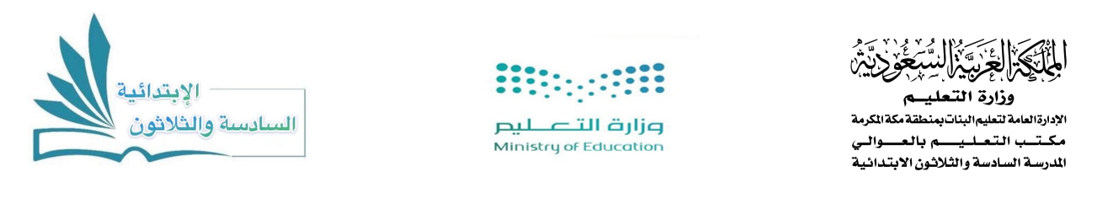 المملكة العربية السعودية
وزارة التعليم
الإدارة العامة لتعليم البنات بمنطقة مكة المكرمة
مكتب التعليم بالعوالي
المدرسة السادسة والثلاثون الابتدائية
وزارة التعليم
Ministry of Education
الإبتدائية
السادسة والثلاثون